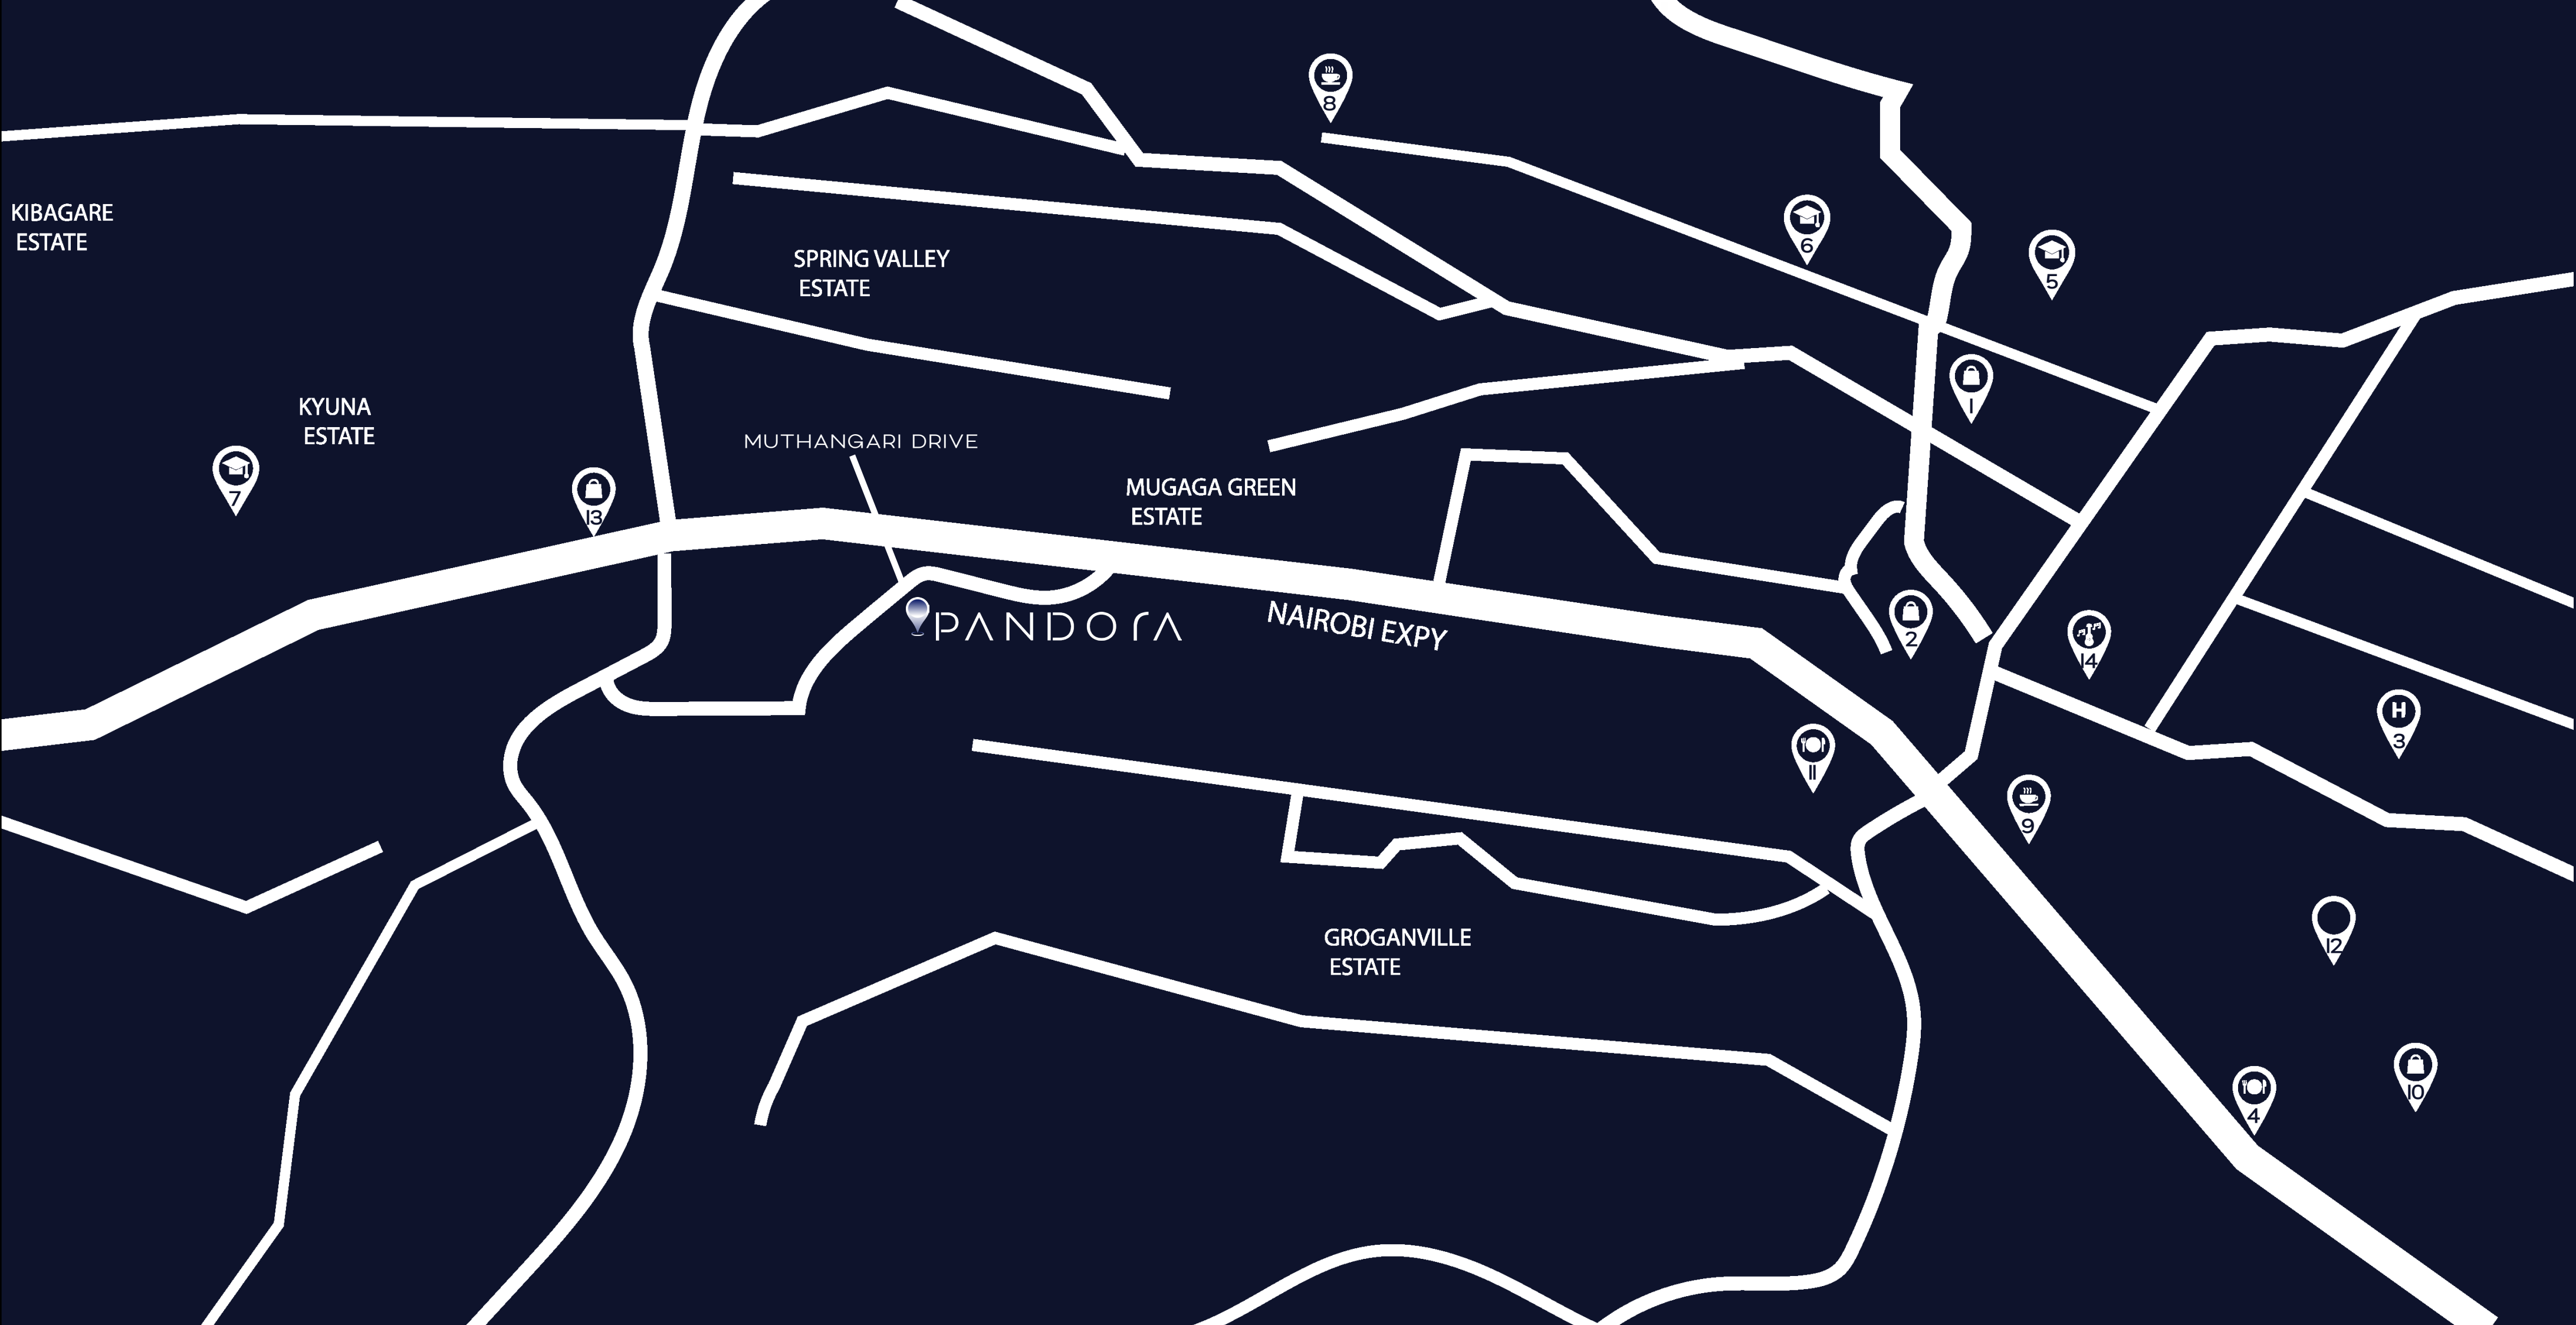 8
6
5
KIBAGARE
ESTATE
SPRING VALLEY
ESTATE
1
KYUNA
ESTATE
7
13
MUTHANGARI DRIVE
MUGAGA GREEN
ESTATE
PANDORA
NAIROBI EXPY
2
14
H
3
11
9
12
GROGANVILLE
ESTATE
10
4